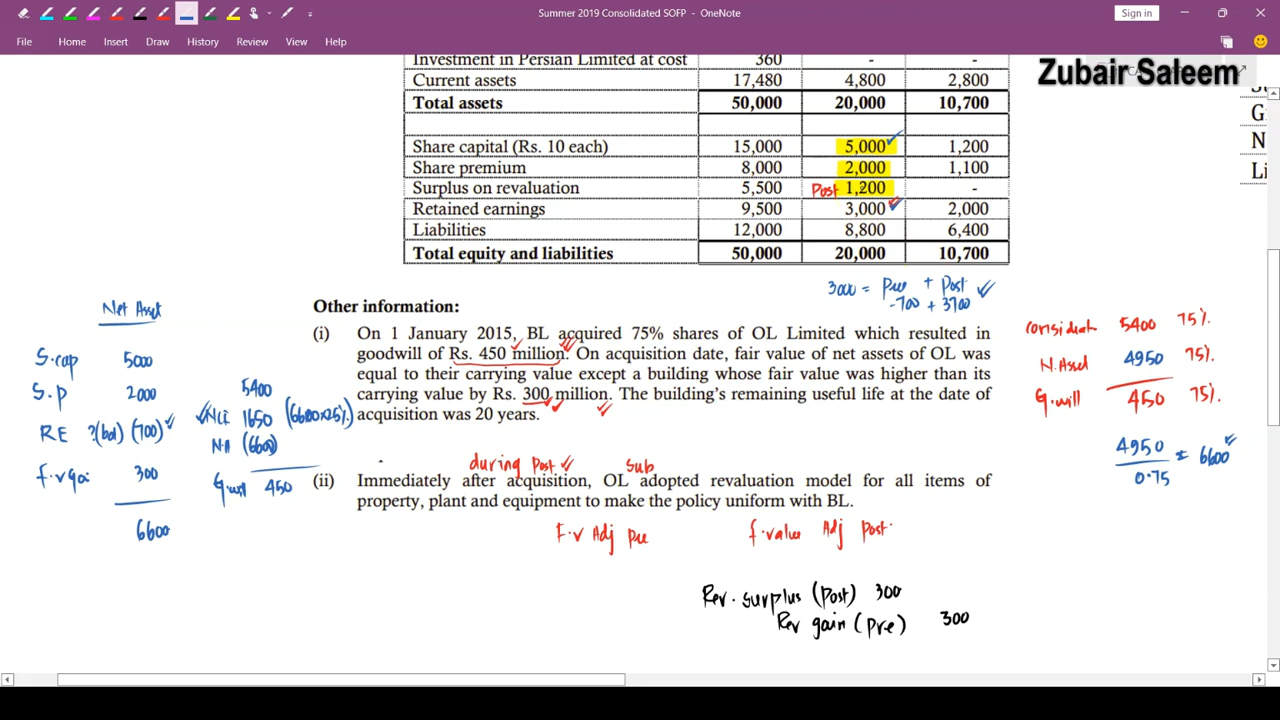 Summer 2019 Consolidated SOFP - OneNote
Sign in
File Home Insert Draw History Review View Help
Zubair Saleem
Investment in Persian Limited at cost 360 - -
Current assets 17,480 4,800 2,800
Total assets 50,000 20,000 10,700
Share capital (Rs. 10 each) 15,000 5,000 1,200
Share premium 8,000 2,000 1,100
Surplus on revaluation 5,500 Post 1,200 -
Retained earnings 9,500 3,000 2,000
Liabilities 12,000 8,800 6,400
Total equity and liabilities 50,000 20,000 10,700
G
N
Li
3000 = Pre + Post
-700 + 3700
Other information:
(i) On 1 January 2015, BL acquired 75% shares of OL Limited which resulted in
goodwill of Rs. 450 million. On acquisition date, fair value of net assets of OL was
equal to their carrying value except a building whose fair value was higher than its
carrying value by Rs. 300 million. The building's remaining useful life at the date of
acquisition was 20 years.
during Post Sub
(ii) Immediately after acquisition, OL adopted revaluation model for all items of
property, plant and equipment to make the policy uniform with BL.
F.v Adj pre f.value Adj post
Rev. surplus (post) 300
Rev gain (pre) 300
Net Asset
S.cap 5000
S.p 2000
RE ?(bal) (700)
f.v gai 300
6600
5400
NCI 1650 (6600x25%)
NA (6600)
Gwill 450
considerat 5400 75%
N.Asset 4950 75%
G.will 450 75%
4950
0.75
= 6600